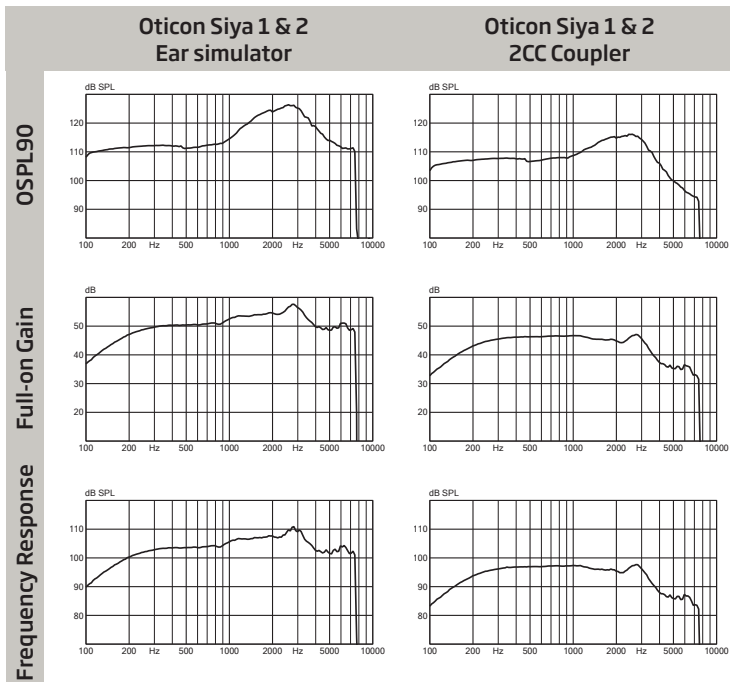 Oticon Siya 1 & 2
Ear simulator
Oticon Siya 1 & 2
2CC Coupler
OSPL90
dB SPL
120
110
100
90
100 200 Hz 500 1000 2000 Hz 5000 10000
dB SPL
120
110
100
90
100 200 Hz 500 1000 2000 Hz 5000 10000
Full-on Gain
dB
50
40
30
20
100 200 Hz 500 1000 2000 Hz 5000 10000
dB
50
40
30
20
100 200 Hz 500 1000 2000 Hz 5000 10000
Frequency Response
dB SPL
110
100
90
80
100 200 Hz 500 1000 2000 Hz 5000 10000
dB SPL
110
100
90
80
100 200 Hz 500 1000 2000 Hz 5000 10000